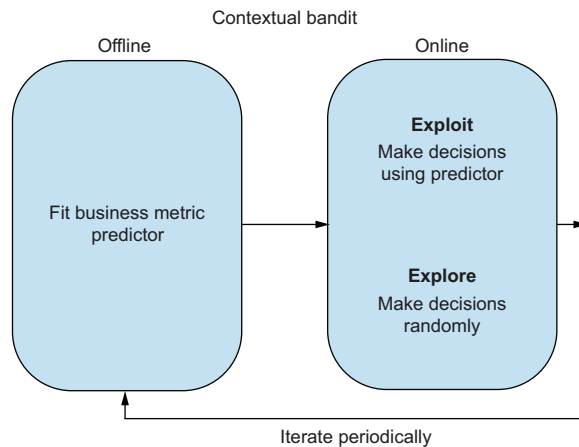 Contextual bandit
Offline
Online
Fit business metric
predictor
Exploit
Make decisions
using predictor
Explore
Make decisions
randomly
Iterate periodically